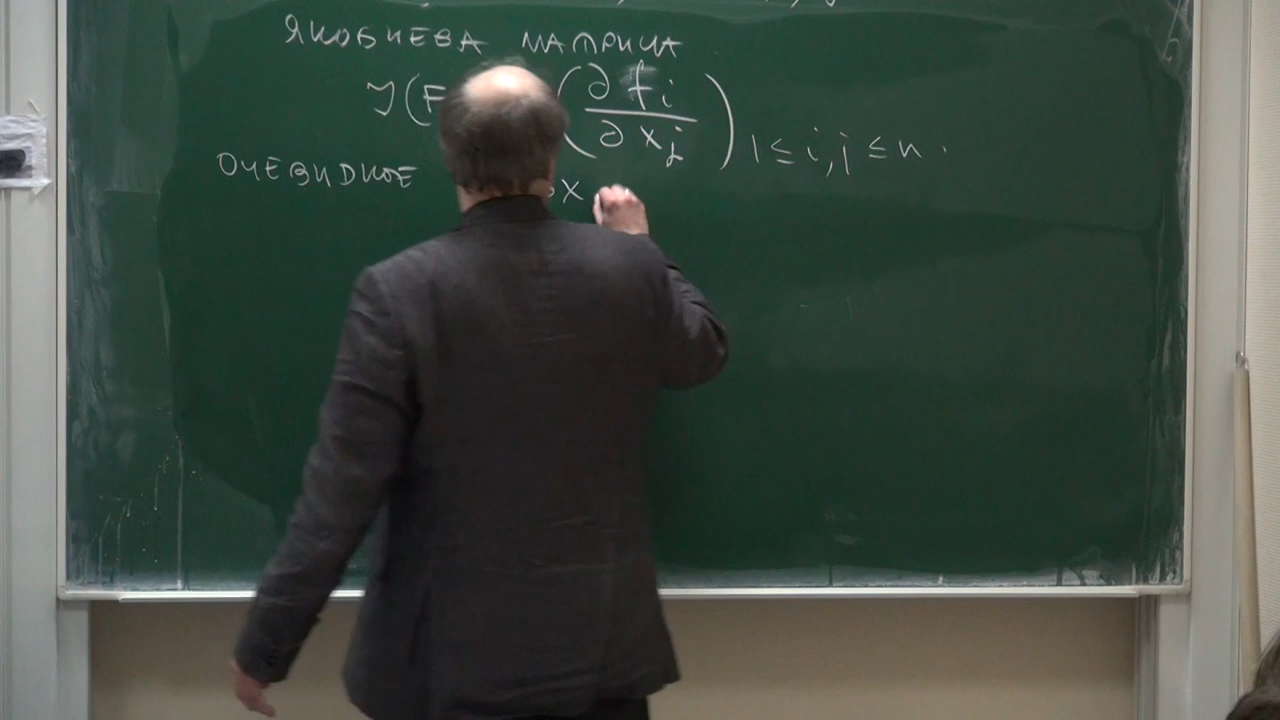 ЯКОБИЕВА МАТРИЦА
J(F (∂ fi / ∂ xj) 1 ≤ i, j ≤ n.
ОЧЕВИДНОЕ